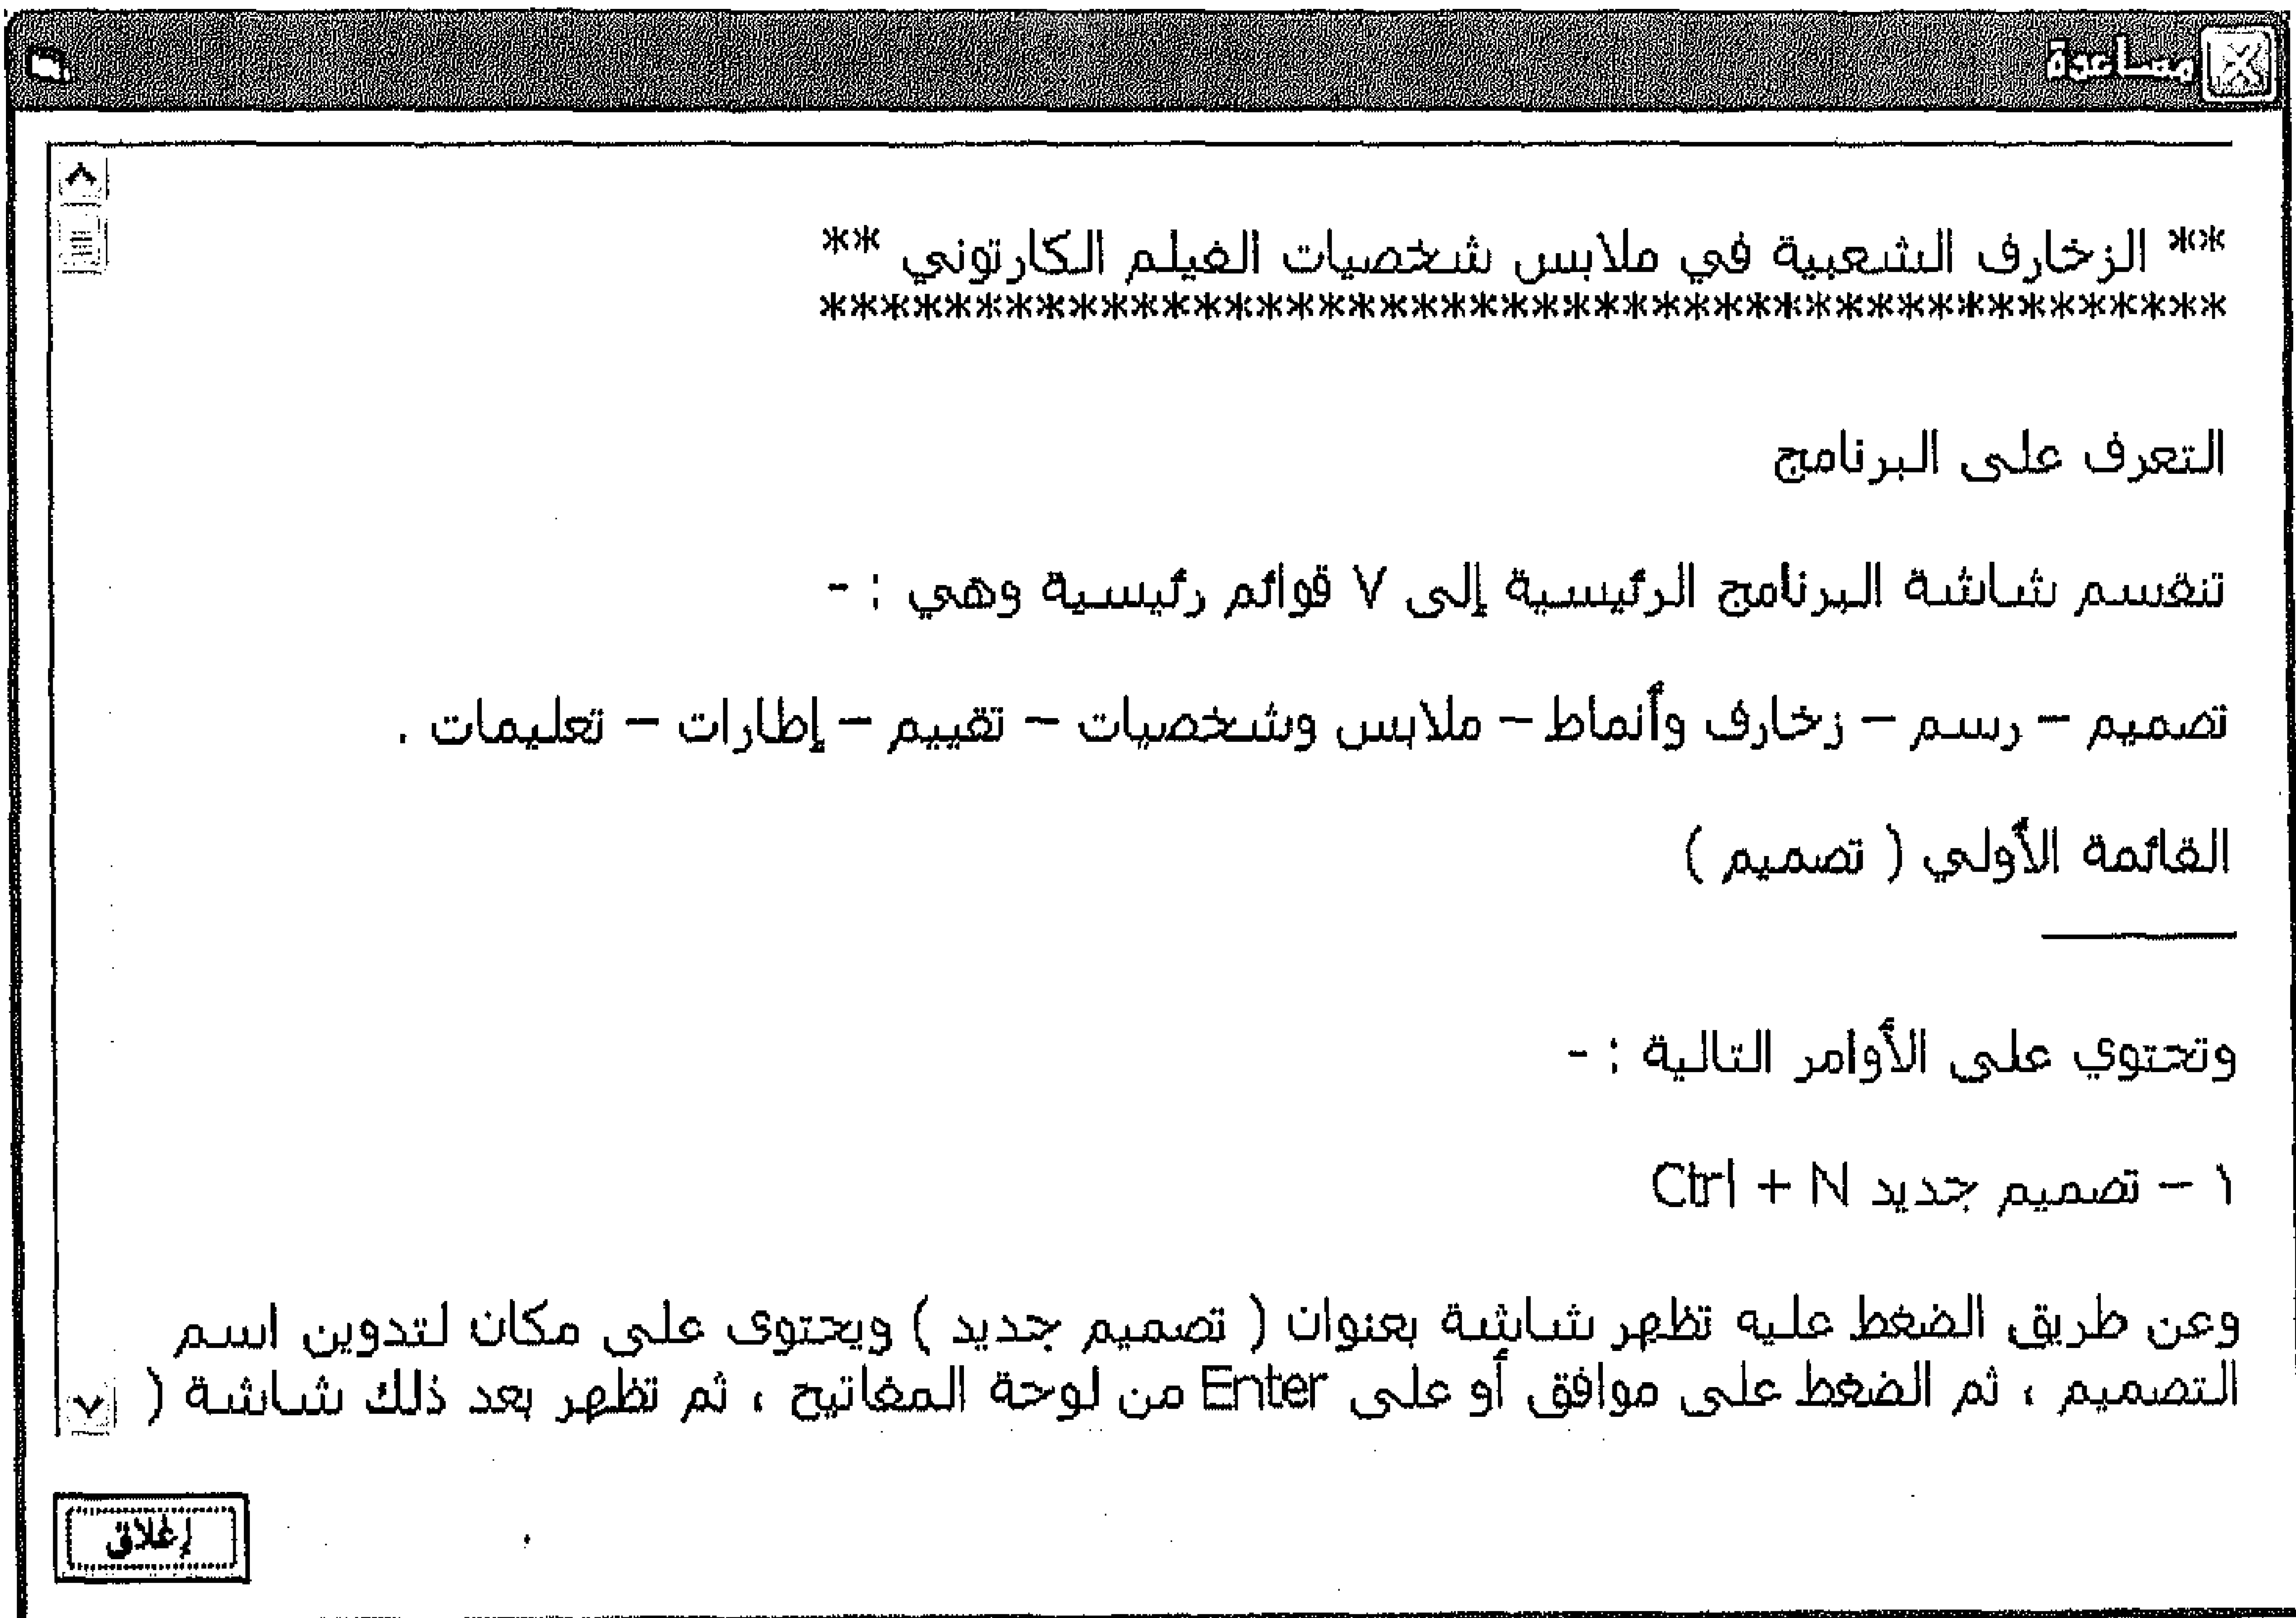 مساعدة
** الزخارف الشعبية في ملابس شخصيات الفيلم الكارتوني **
**********************************************
التعرف على البرنامج
تنقسم شاشة البرنامج الرئيسية إلى ٧ قوائم رئيسية وهي : -
تصميم – رسم – زخارف وأنماط – ملابس وشخصيات – تقييم – إطارات – تعليمات .
القائمة الأولي ( تصميم )
وتحتوي على الأوامر التالية : -
١ – تصميم جديد Ctrl + N
وعن طريق الضغط عليه تظهر شاشة بعنوان ( تصميم جديد ) ويحتوى على مكان لتدوين اسم
التصميم ، ثم الضغط على موافق أو على Enter من لوحة المفاتيح ، ثم تظهر بعد ذلك شاشة (
إغلاق